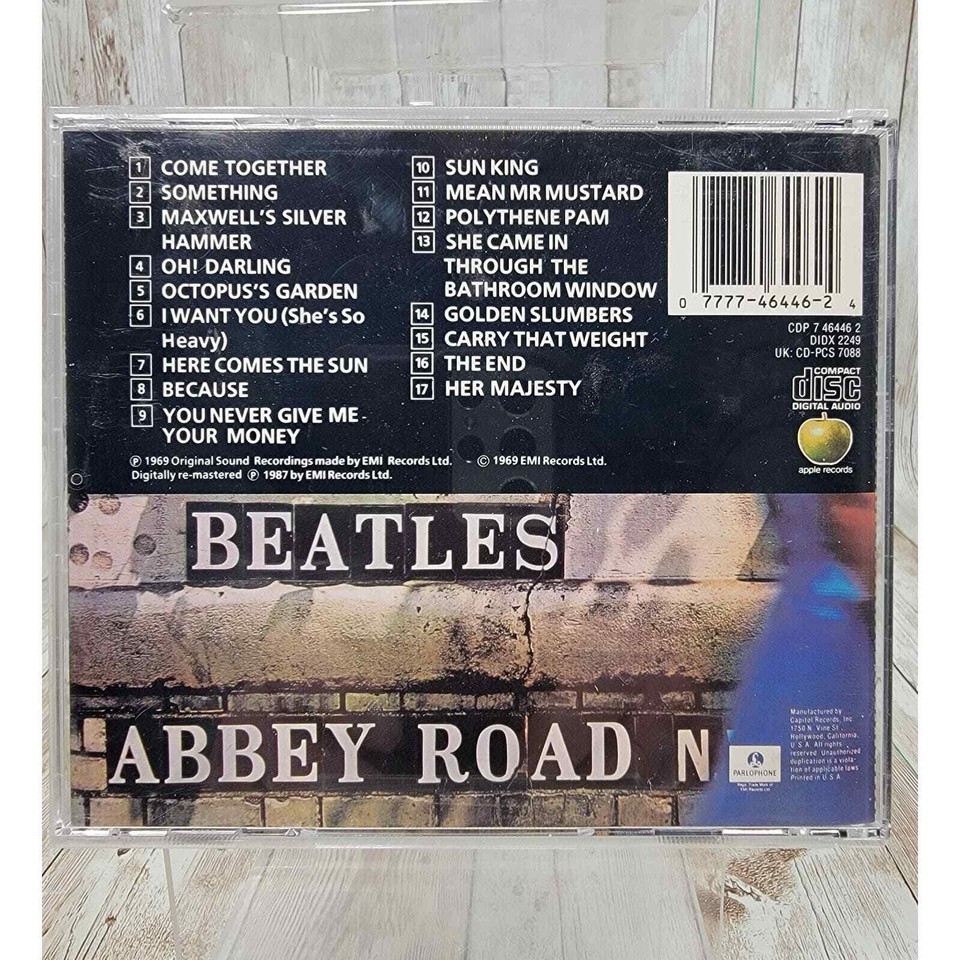 1 COME TOGETHER
2 SOMETHING
3 MAXWELL'S SILVER
HAMMER
4 OH! DARLING
5 OCTOPUS'S GARDEN
6 I WANT YOU (She's So
Heavy)
7 HERE COMES THE SUN
8 BECAUSE
9 YOU NEVER GIVE ME
YOUR MONEY
10 SUN KING
11 MEAN MR MUSTARD
12 POLYTHENE PAM
13 SHE CAME IN
THROUGH THE
BATHROOM WINDOW
14 GOLDEN SLUMBERS
15 CARRY THAT WEIGHT
16 THE END
17 HER MAJESTY
0 7777-46446-2 4
CDP 7 46446 2
DIDX 2249
UK: CD-PCS 7088
COMPACT
disc
DIGITAL AUDIO
apple records
℗ 1969 Original Sound Recordings made by EMI Records Ltd. © 1969 EMI Records Ltd.
Digitally re-mastered ℗ 1987 by EMI Records Ltd.
BEATLES
ABBEY ROAD N
PARLOPHONE
Regd. Trade Mark of
EMI Records Ltd
Manufactured by
Capitol Records, Inc.
1750 N. Vine St.
Hollywood, California,
U.S.A. All rights
reserved. Unauthorized
duplication is a viola-
tion of applicable laws
Printed in U.S.A.